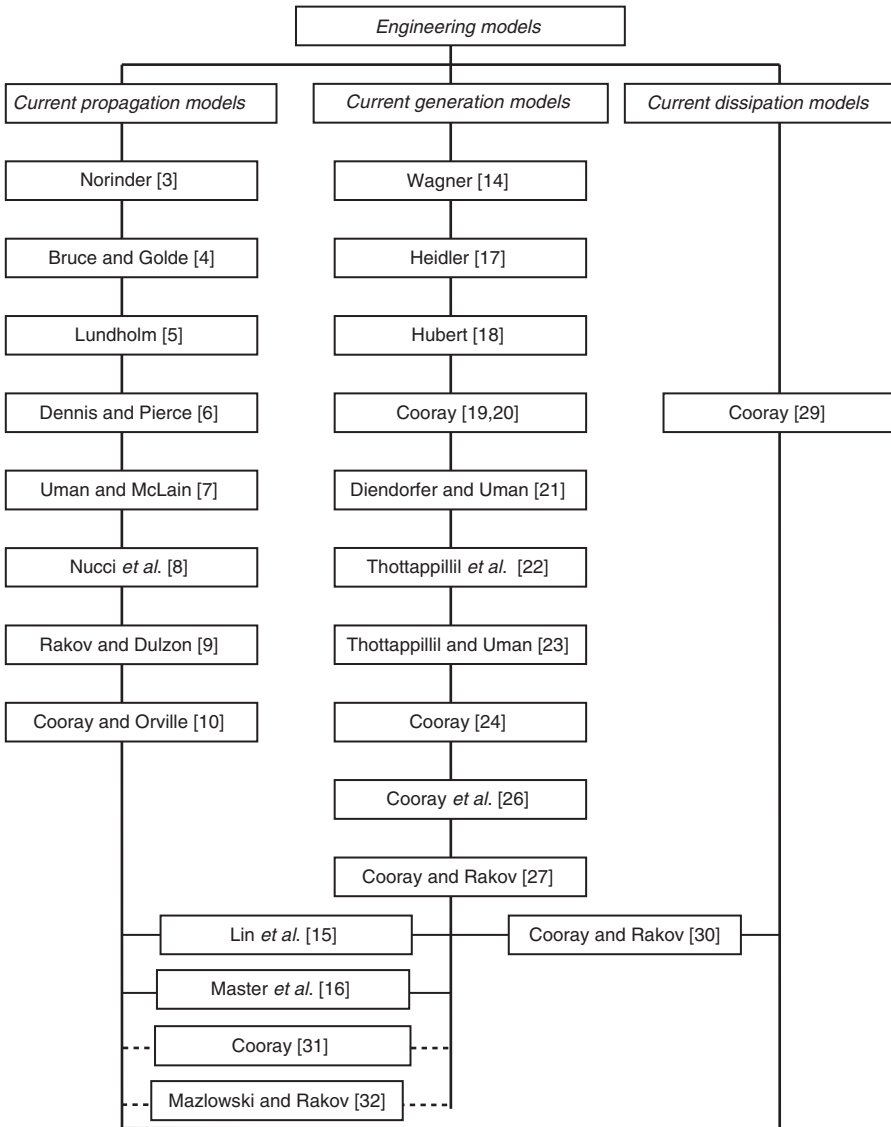 Engineering models
Current propagation models
Current generation models
Current dissipation models
Norinder [3]
Wagner [14]
Bruce and Golde [4]
Heidler [17]
Lundholm [5]
Hubert [18]
Dennis and Pierce [6]
Cooray [19,20]
Cooray [29]
Uman and McLain [7]
Diendorfer and Uman [21]
Nucci et al. [8]
Thottappillil et al. [22]
Rakov and Dulzon [9]
Thottappillil and Uman [23]
Cooray and Orville [10]
Cooray [24]
Cooray et al. [26]
Cooray and Rakov [27]
Lin et al. [15]
Cooray and Rakov [30]
Master et al. [16]
Cooray [31]
Mazlowski and Rakov [32]